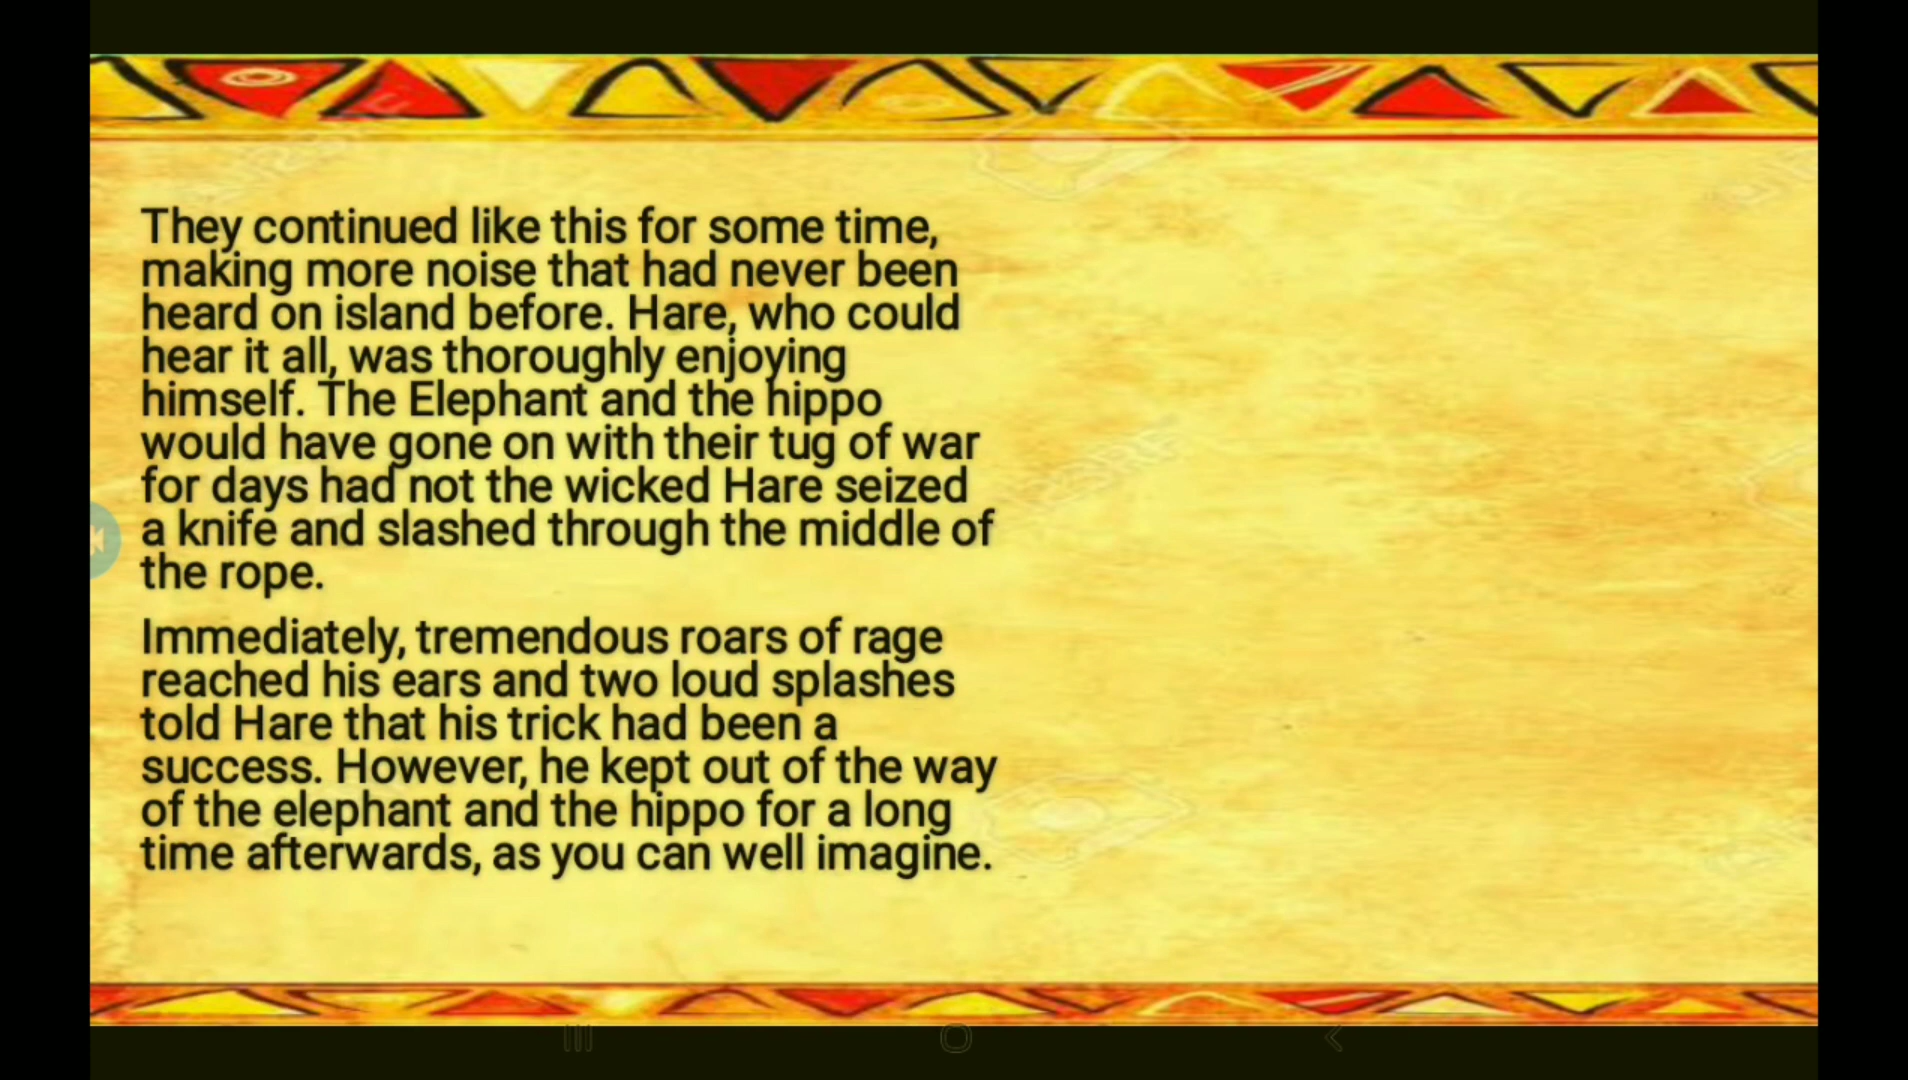 They continued like this for some time,
making more noise that had never been
heard on island before. Hare, who could
hear it all, was thoroughly enjoying
himself. The Elephant and the hippo
would have gone on with their tug of war
for days had not the wicked Hare seized
a knife and slashed through the middle of
the rope.
Immediately, tremendous roars of rage
reached his ears and two loud splashes
told Hare that his trick had been a
success. However, he kept out of the way
of the elephant and the hippo for a long
time afterwards, as you can well imagine.